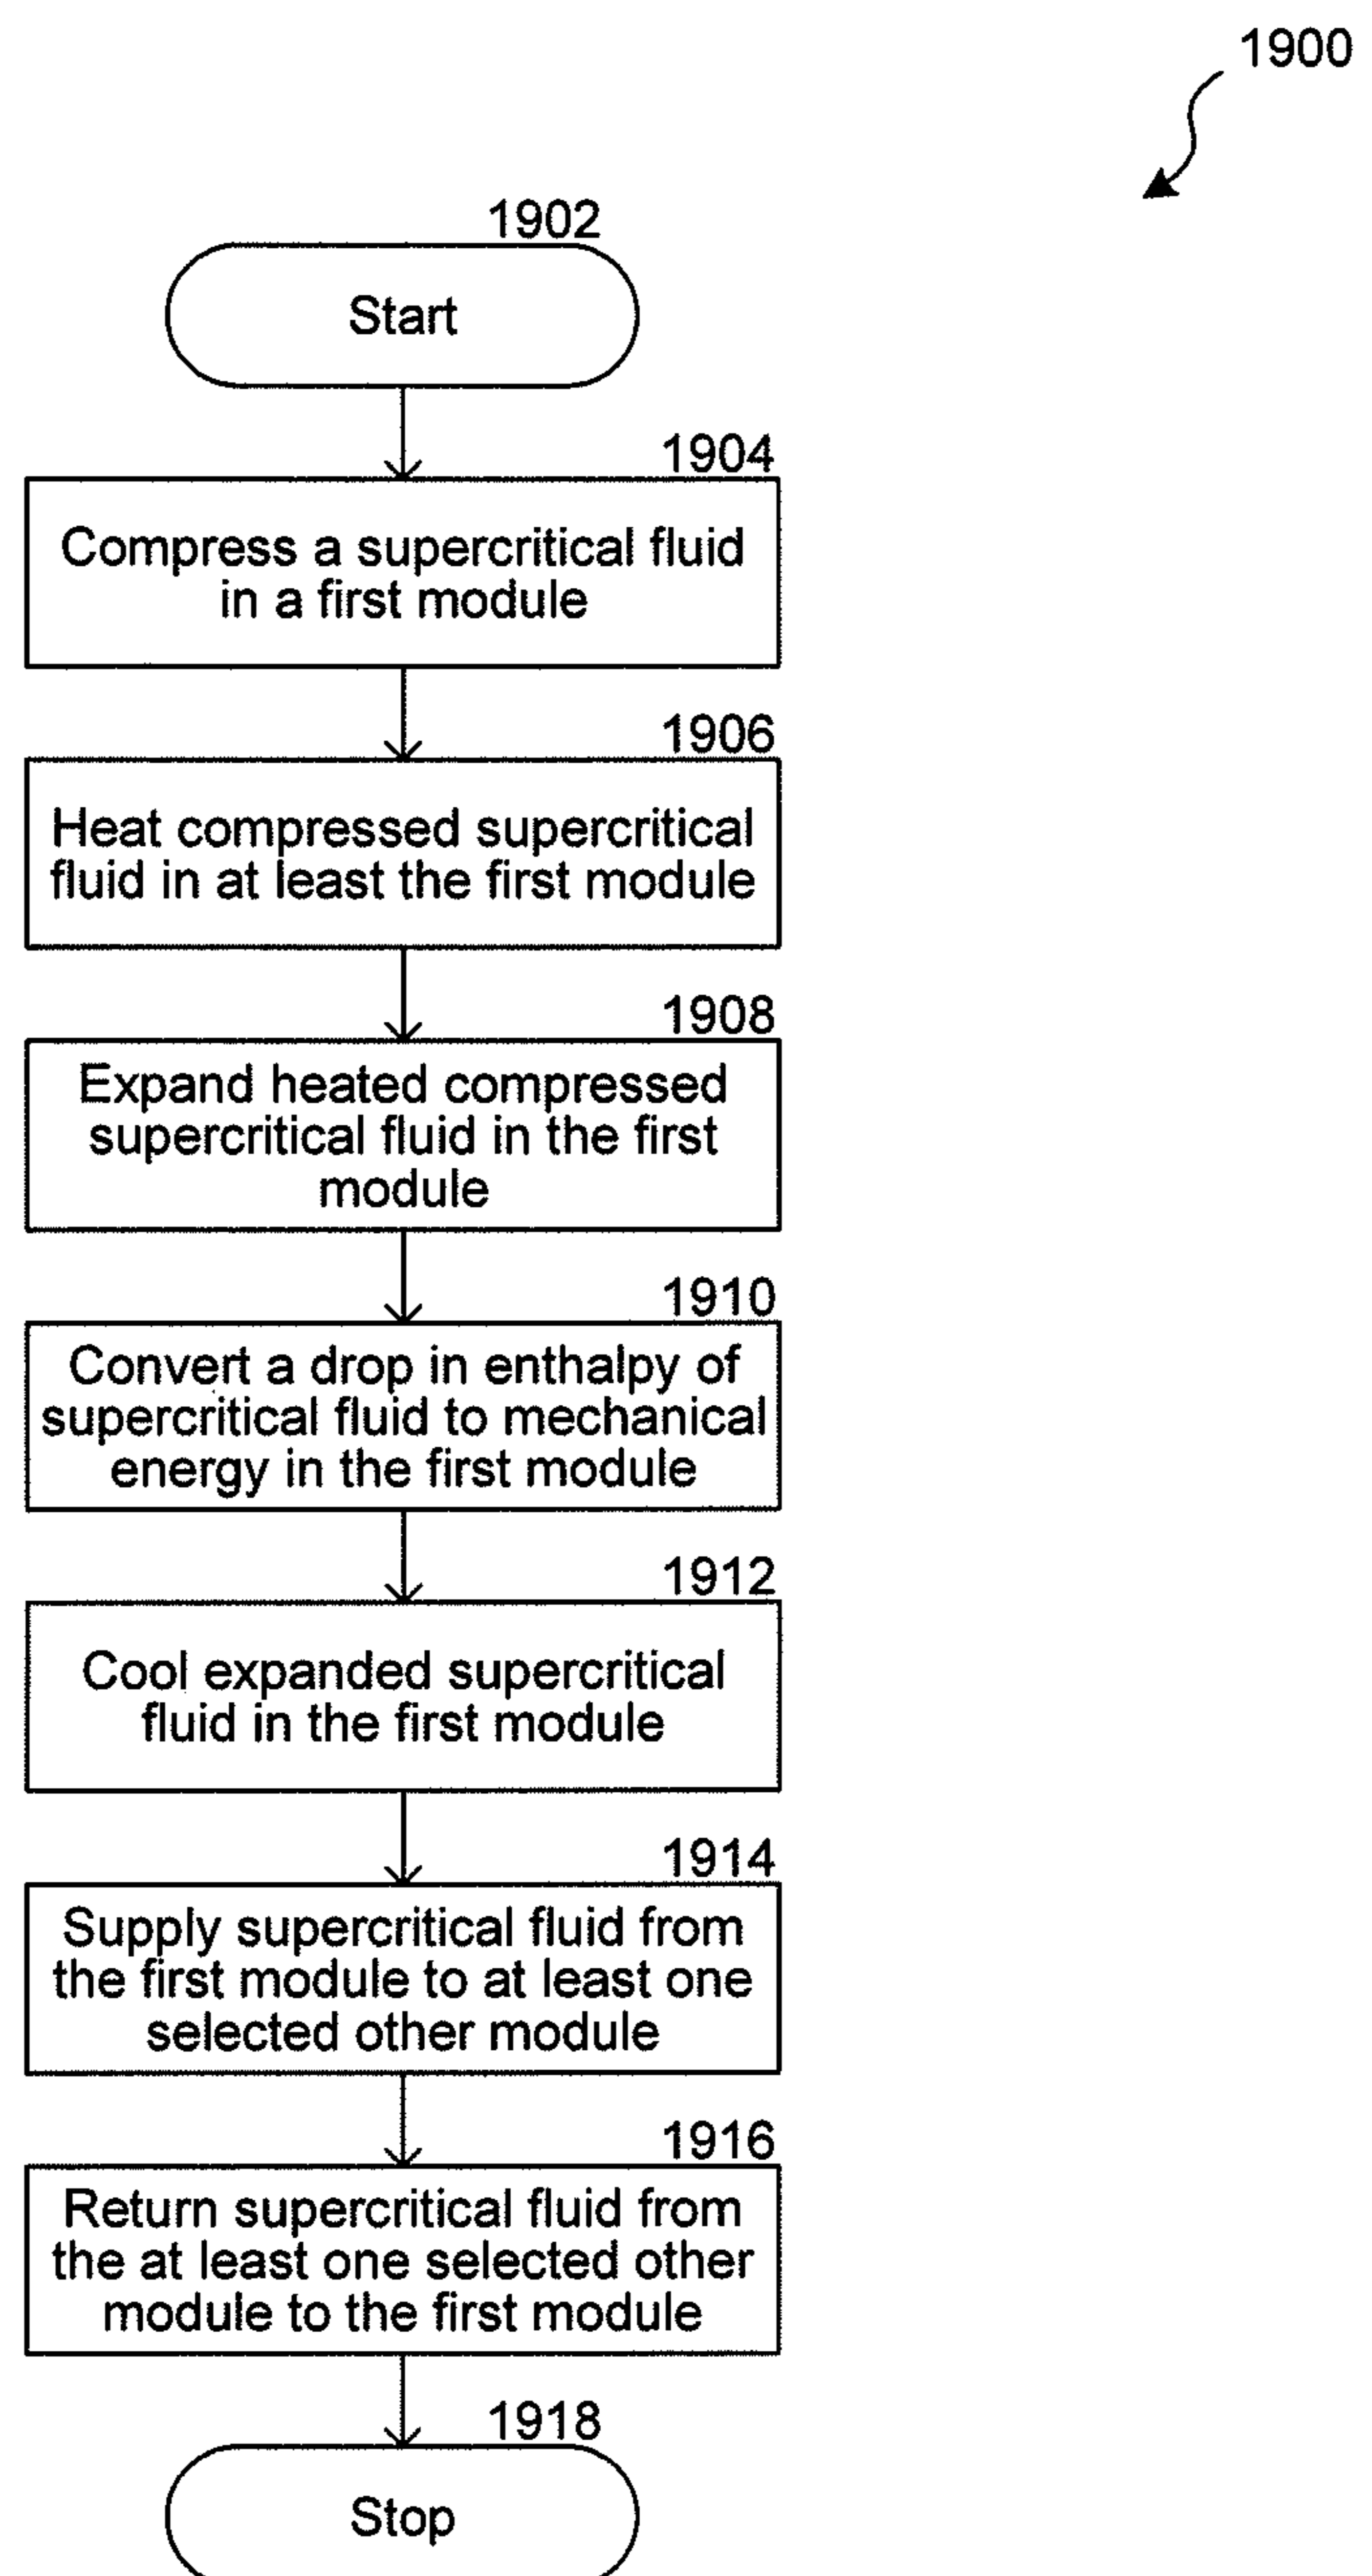 1900
1902
Start
1904
Compress a supercritical fluid
in a first module
1906
Heat compressed supercritical
fluid in at least the first module
1908
Expand heated compressed
supercritical fluid in the first
module
1910
Convert a drop in enthalpy of
supercritical fluid to mechanical
energy in the first module
1912
Cool expanded supercritical
fluid in the first module
1914
Supply supercritical fluid from
the first module to at least one
selected other module
1916
Return supercritical fluid from
the at least one selected other
module to the first module
1918
Stop